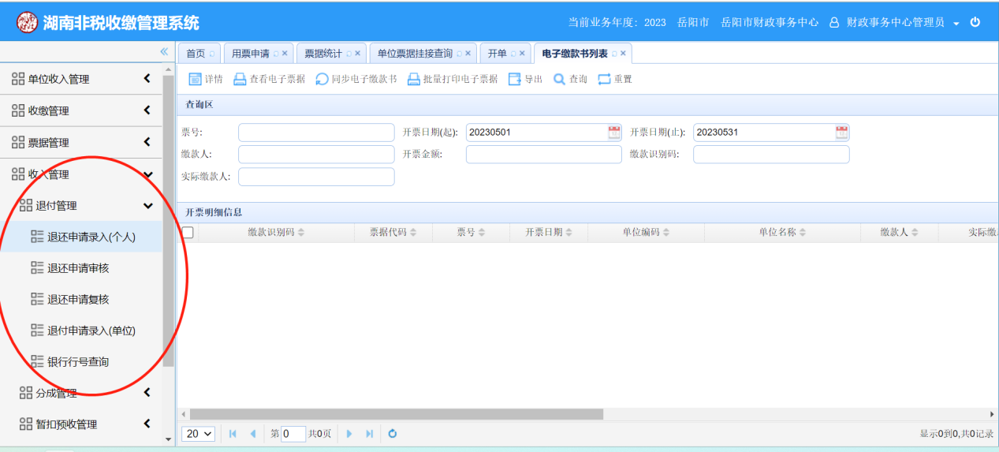 湖南非税收缴管理系统
当前业务年度: 2023 岳阳市 岳阳市财政事务中心 财政事务中心管理员
首页 用票申请 票据统计 单位票据挂接查询 开单 电子缴款书列表
详情 查看电子票据 同步电子缴款书 批量打印电子票据 导出 查询 重置
单位收入管理
收缴管理
票据管理
收入管理
退付管理
退还申请录入(个人)
退还申请审核
退还申请复核
退付申请录入(单位)
银行行号查询
分成管理
暂扣预收管理
查询区
票号: 开票日期(起): 20230501 开票日期(止): 20230531
缴款人: 开票金额: 缴款识别码:
实际缴款人:
开票明细信息
缴款识别码 票据代码 票号 开票日期 单位编码 单位名称 缴款人 实际缴
20 第 0 共0页 显示0到0,共0记录